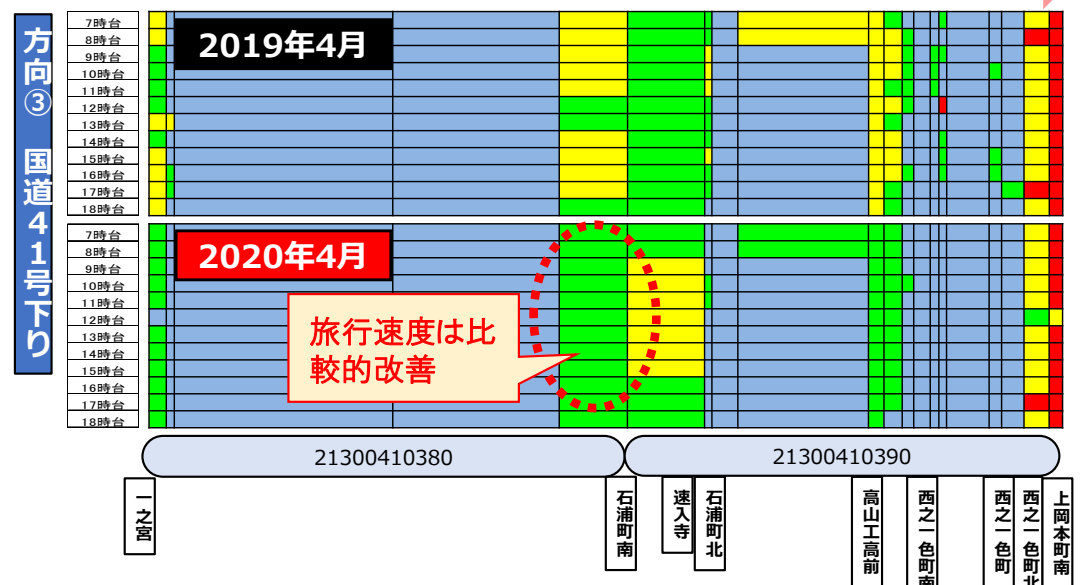 方向③ 国道41号下り
2019年4月
7時台
8時台
9時台
10時台
11時台
12時台
13時台
14時台
15時台
16時台
17時台
18時台
2020年4月
7時台
8時台
9時台
10時台
11時台
12時台
13時台
14時台
15時台
16時台
17時台
18時台
旅行速度は比
較的改善
21300410380
21300410390
一之宮
石浦町南
速入寺
石浦町北
高山工高前
西之一色町南
西之一色町
西之一色町北
上岡本町南